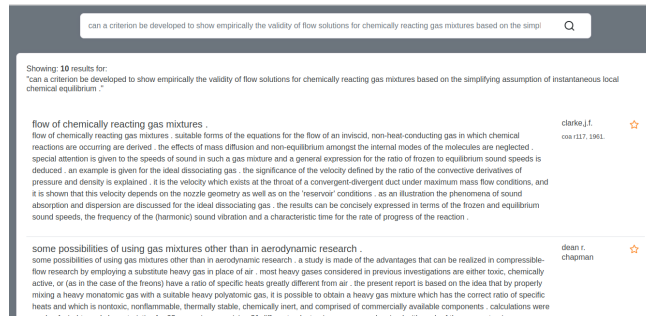 can a criterion be developed to show empirically the validity of flow solutions for chemically reacting gas mixtures based on the simpl
Showing: 10 results for:
"can a criterion be developed to show empirically the validity of flow solutions for chemically reacting gas mixtures based on the simplifying assumption of instantaneous local
chemical equilibrium ."
flow of chemically reacting gas mixtures .
clarke,j.f.
coa r117, 1961.
flow of chemically reacting gas mixtures . suitable forms of the equations for the flow of an inviscid, non-heat-conducting gas in which chemical
reactions are occurring are derived . the effects of mass diffusion and non-equilibrium amongst the internal modes of the molecules are neglected .
special attention is given to the speeds of sound in such a gas mixture and a general expression for the ratio of frozen to equilibrium sound speeds is
deduced . an example is given for the ideal dissociating gas . the significance of the velocity defined by the ratio of the convective derivatives of
pressure and density is explained . it is the velocity which exists at the throat of a convergent-divergent duct under maximum mass flow conditions, and
it is shown that this velocity depends on the nozzle geometry as well as on the 'reservoir' conditions . as an illustration the phenomena of sound
absorption and dispersion are discussed for the ideal dissociating gas . the results can be concisely expressed in terms of the frozen and equilibrium
sound speeds, the frequency of the (harmonic) sound vibration and a characteristic time for the rate of progress of the reaction .
some possibilities of using gas mixtures other than in aerodynamic research .
dean r.
chapman
some possibilities of using gas mixtures other than in aerodynamic research . a study is made of the advantages that can be realized in compressible-
flow research by employing a substitute heavy gas in place of air . most heavy gases considered in previous investigations are either toxic, chemically
active, or (as in the case of the freons) have a ratio of specific heats greatly different from air . the present report is based on the idea that by properly
mixing a heavy monatomic gas with a suitable heavy polyatomic gas, it is possible to obtain a heavy gas mixture which has the correct ratio of specific
heats and which is nontoxic, nonflammable, thermally stable, chemically inert, and comprised of commercially available components . calculations were